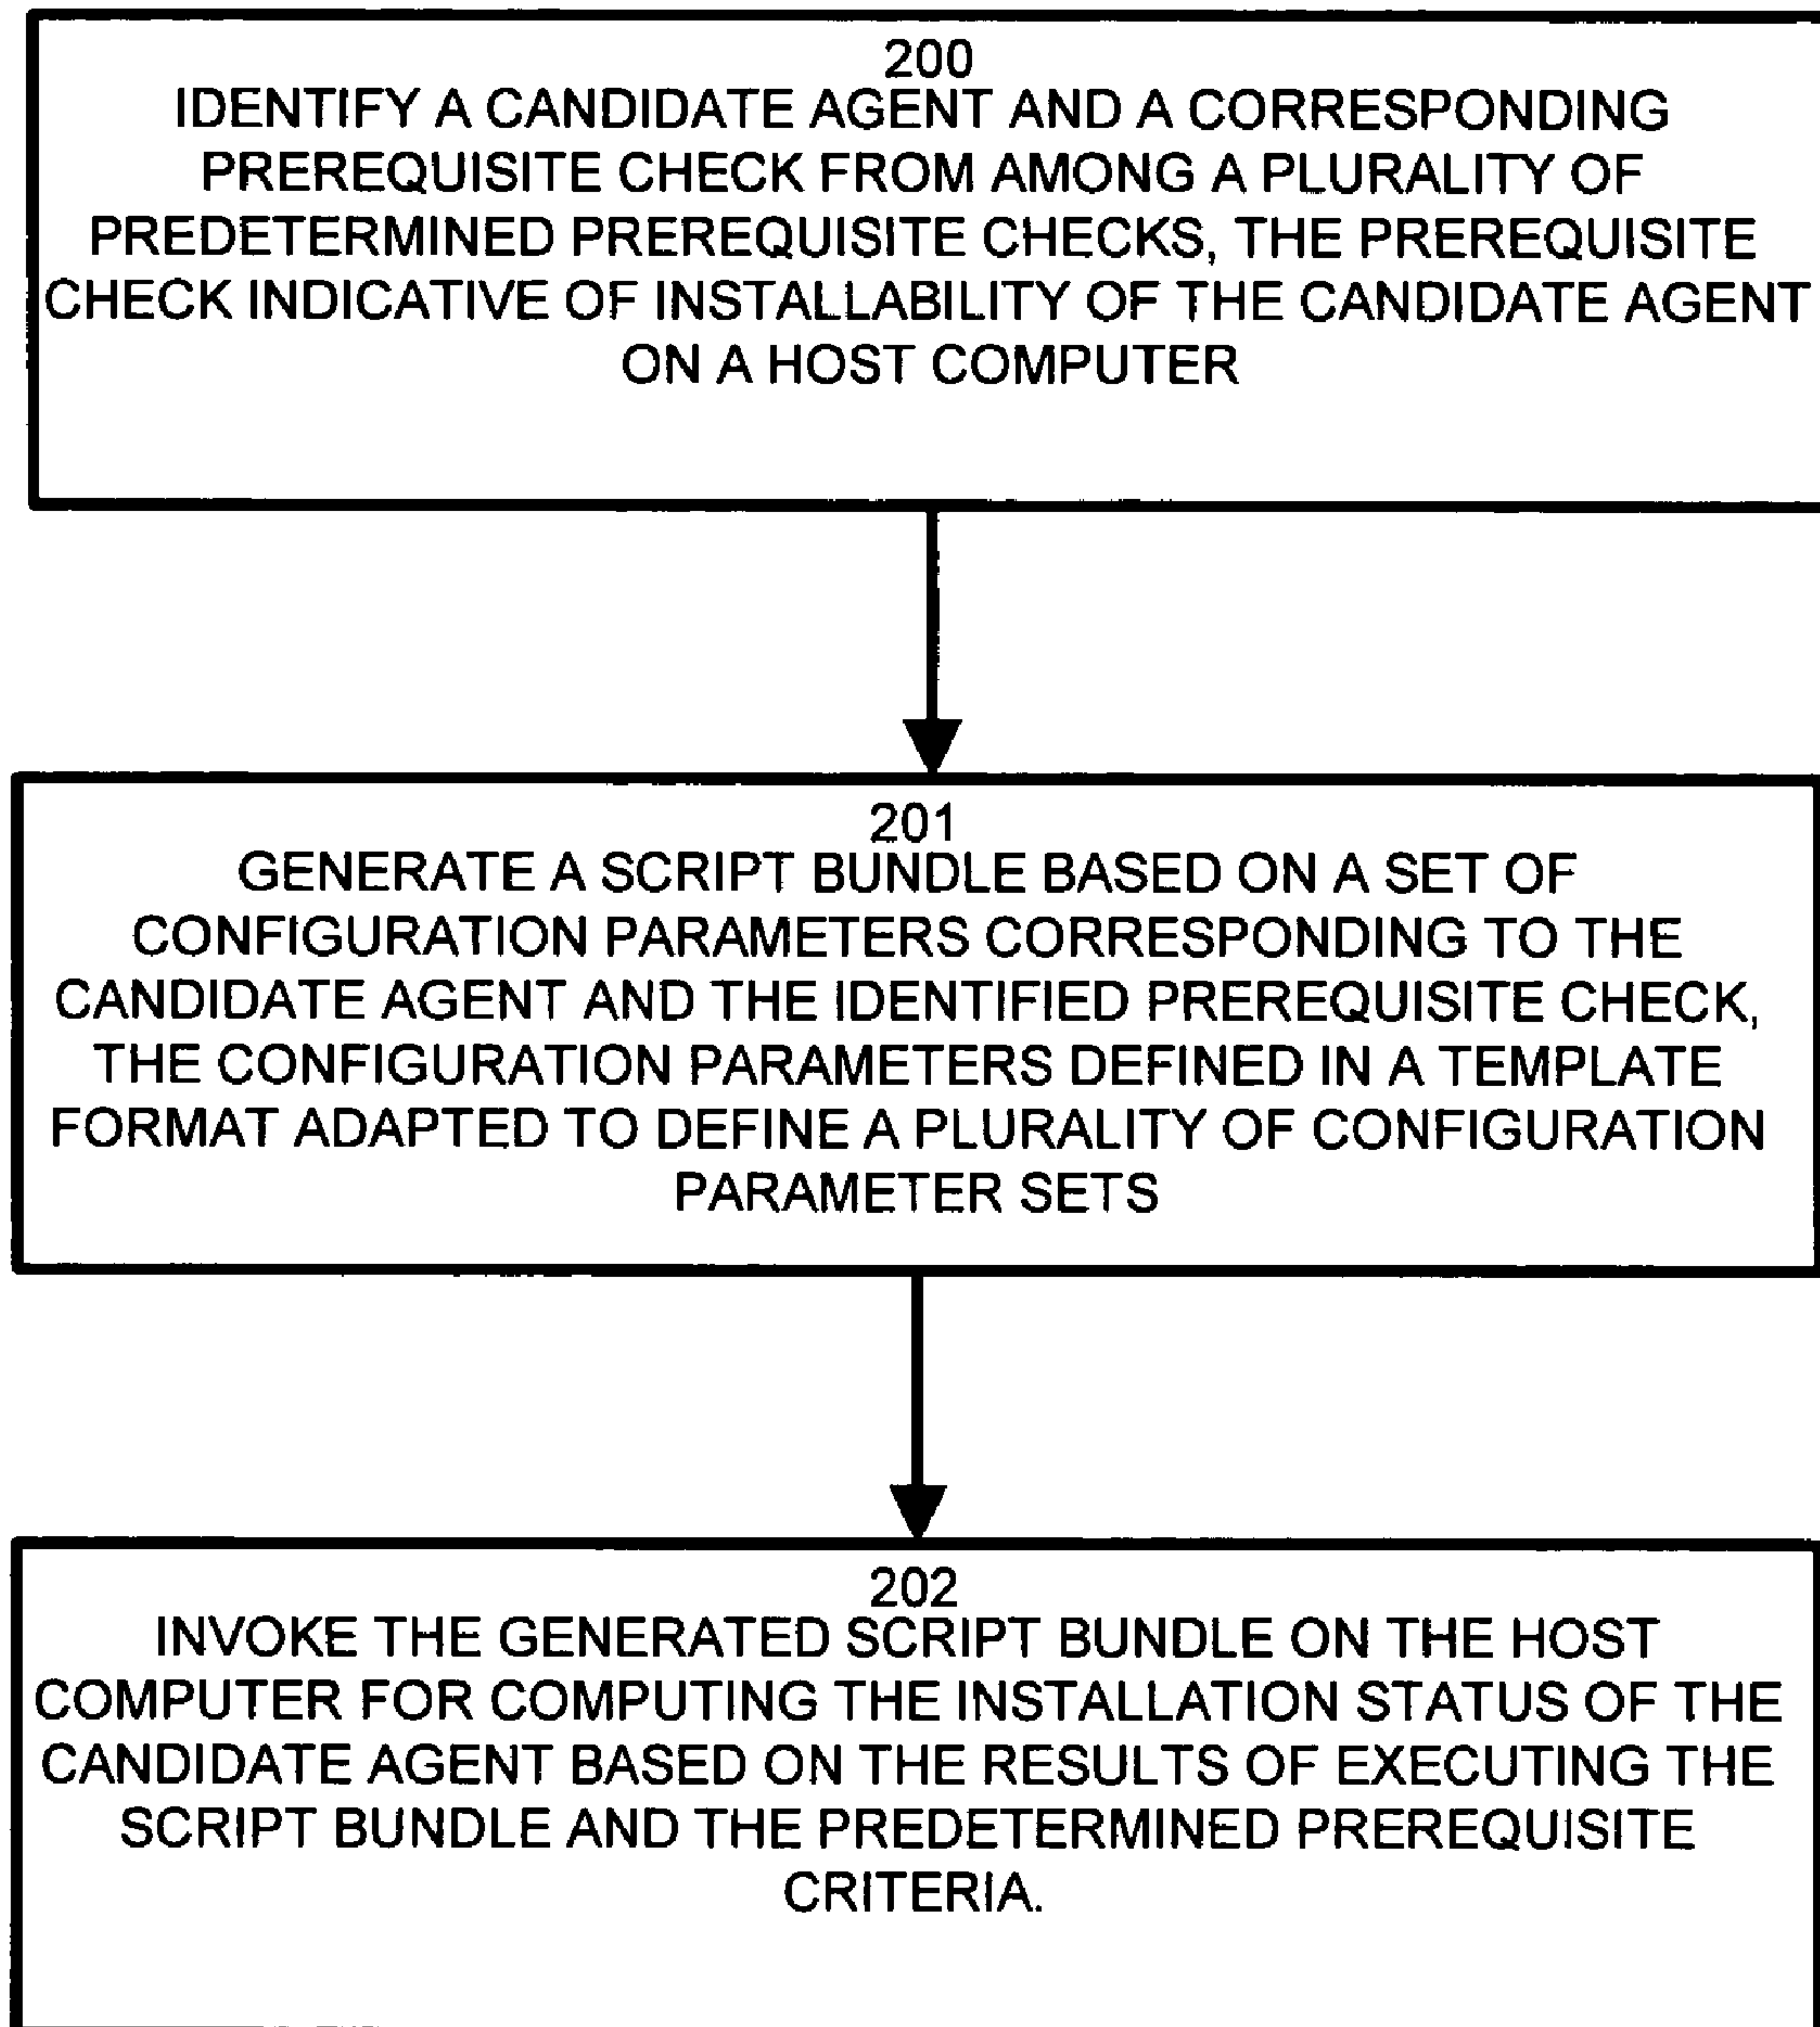 200
IDENTIFY A CANDIDATE AGENT AND A CORRESPONDING
PREREQUISITE CHECK FROM AMONG A PLURALITY OF
PREDETERMINED PREREQUISITE CHECKS, THE PREREQUISITE
CHECK INDICATIVE OF INSTALLABILITY OF THE CANDIDATE AGENT
ON A HOST COMPUTER
201
GENERATE A SCRIPT BUNDLE BASED ON A SET OF
CONFIGURATION PARAMETERS CORRESPONDING TO THE
CANDIDATE AGENT AND THE IDENTIFIED PREREQUISITE CHECK,
THE CONFIGURATION PARAMETERS DEFINED IN A TEMPLATE
FORMAT ADAPTED TO DEFINE A PLURALITY OF CONFIGURATION
PARAMETER SETS
202
INVOKE THE GENERATED SCRIPT BUNDLE ON THE HOST
COMPUTER FOR COMPUTING THE INSTALLATION STATUS OF THE
CANDIDATE AGENT BASED ON THE RESULTS OF EXECUTING THE
SCRIPT BUNDLE AND THE PREDETERMINED PREREQUISITE
CRITERIA.